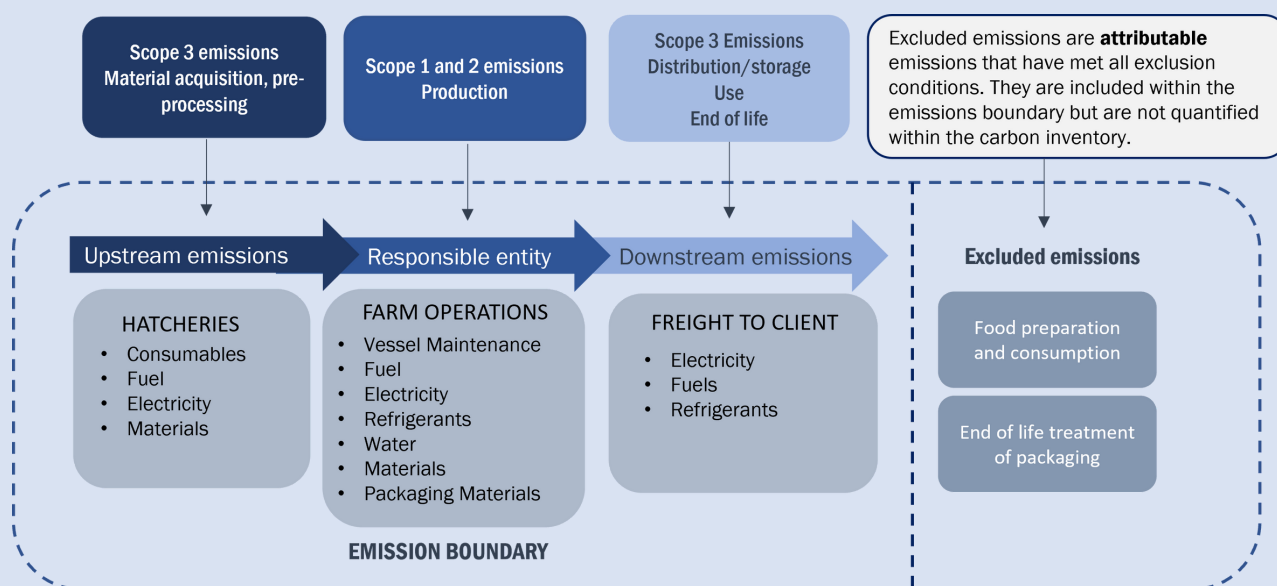 Scope 3 emissions
Material acquisition, pre-
processing
Scope 1 and 2 emissions
Production
Scope 3 Emissions
Distribution/storage
Use
End of life
Excluded emissions are attributable
emissions that have met all exclusion
conditions. They are included within the
emissions boundary but are not quantified
within the carbon inventory.
Upstream emissions
Responsible entity
Downstream emissions
Excluded emissions
HATCHERIES
• Consumables
• Fuel
• Electricity
• Materials
FARM OPERATIONS
• Vessel Maintenance
• Fuel
• Electricity
• Refrigerants
• Water
• Materials
• Packaging Materials
FREIGHT TO CLIENT
• Electricity
• Fuels
• Refrigerants
Food preparation
and consumption
End of life treatment
of packaging
EMISSION BOUNDARY